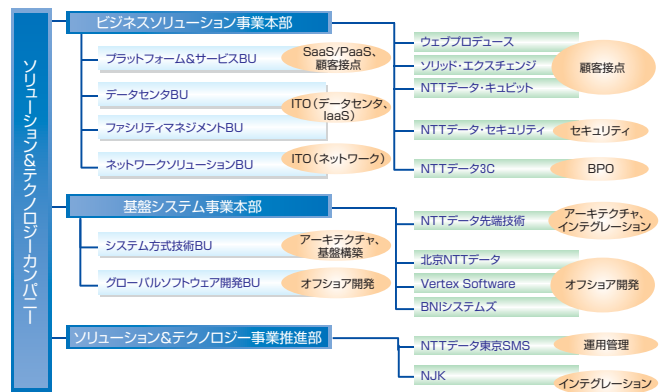 ソリューション&テクノロジーカンパニー
ビジネスソリューション事業本部
プラットフォーム&サービスBU
SaaS/PaaS、
顧客接点
データセンタBU
ITO（データセンタ、
IaaS）
ファシリティマネジメントBU
ネットワークソリューションBU
ITO（ネットワーク）
ウェブプロデュース
ソリッド・エクスチェンジ
顧客接点
NTTデータ・キュビット
NTTデータ・セキュリティ
セキュリティ
NTTデータ3C
BPO
基盤システム事業本部
システム方式技術BU
アーキテクチャ、
基盤構築
グローバルソフトウェア開発BU
オフショア開発
NTTデータ先端技術
アーキテクチャ、
インテグレーション
北京NTTデータ
Vertex Software
オフショア開発
BNIシステムズ
ソリューション&テクノロジー事業推進部
NTTデータ東京SMS
運用管理
NJK
インテグレーション